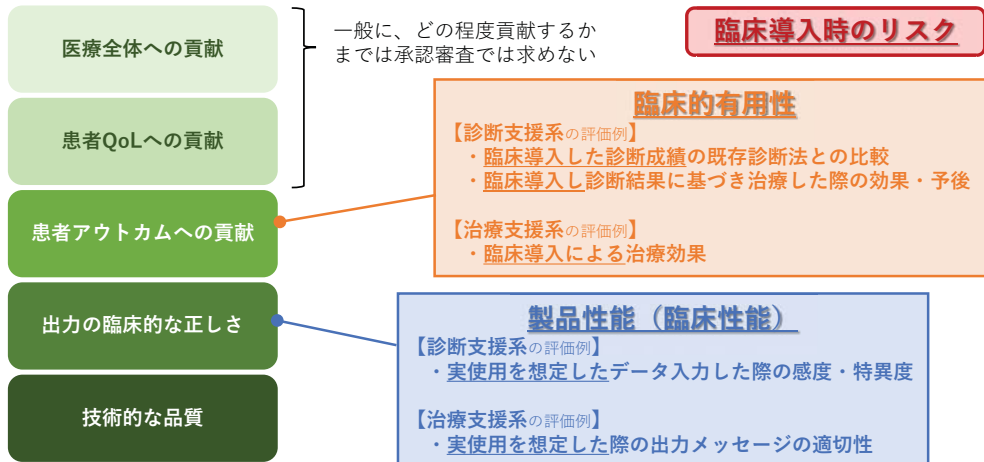 医療全体への貢献
患者QoLへの貢献
患者アウトカムへの貢献
出力の臨床的な正しさ
技術的な品質
一般に、どの程度貢献するか
までは承認審査では求めない
臨床導入時のリスク
臨床的有用性
【診断支援系の評価例】
・臨床導入した診断成績の既存診断法との比較
・臨床導入し診断結果に基づき治療した際の効果・予後
【治療支援系の評価例】
・臨床導入による治療効果
製品性能（臨床性能）
【診断支援系の評価例】
・実使用を想定したデータ入力した際の感度・特異度
【治療支援系の評価例】
・実使用を想定した際の出力メッセージの適切性